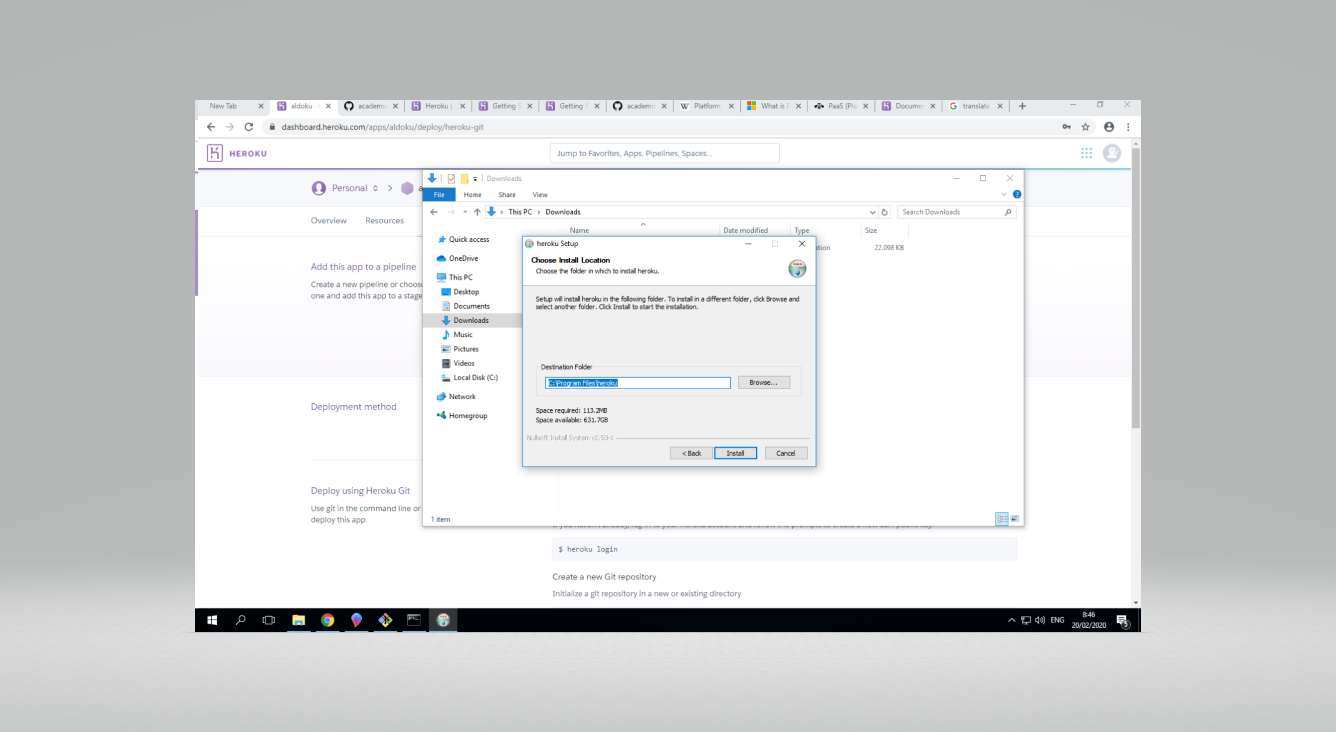 New Tab
aldoku
academic
Heroku
Getting S
Getting
academic
Platform
What is
PaaS (Pla
Docume
translate
dashboard.heroku.com/apps/aldoku/deploy/heroku-git
HEROKU
Jump to Favorites, Apps, Pipelines, Spaces...
Personal
Overview Resources
Add this app to a pipeline
Create a new pipeline or choos
one and add this app to a stage
Deployment method
Deploy using Heroku Git
Use git in the command line or
deploy this app.
Downloads
File Home Share View
This PC Downloads
Search Downloads
Name Date modified Type Size
22.098 KB
Quick access
OneDrive
This PC
Desktop
Documents
Downloads
Music
Pictures
Videos
Local Disk (C:)
Network
Homegroup
1 item
heroku Setup
Choose Install Location
Choose the folder in which to install heroku.
Setup will install heroku in the following folder. To install in a different folder, click Browse and
select another folder. Click Install to start the installation.
Destination Folder
C:\Program Files\heroku
Browse...
Space required: 113.2MB
Space available: 631.7GB
Nullsoft Install System v2.50-1
< Back Install Cancel
$ heroku login
Create a new Git repository
Initialize a git repository in a new or existing directory
ENG
8:46
20/02/2020